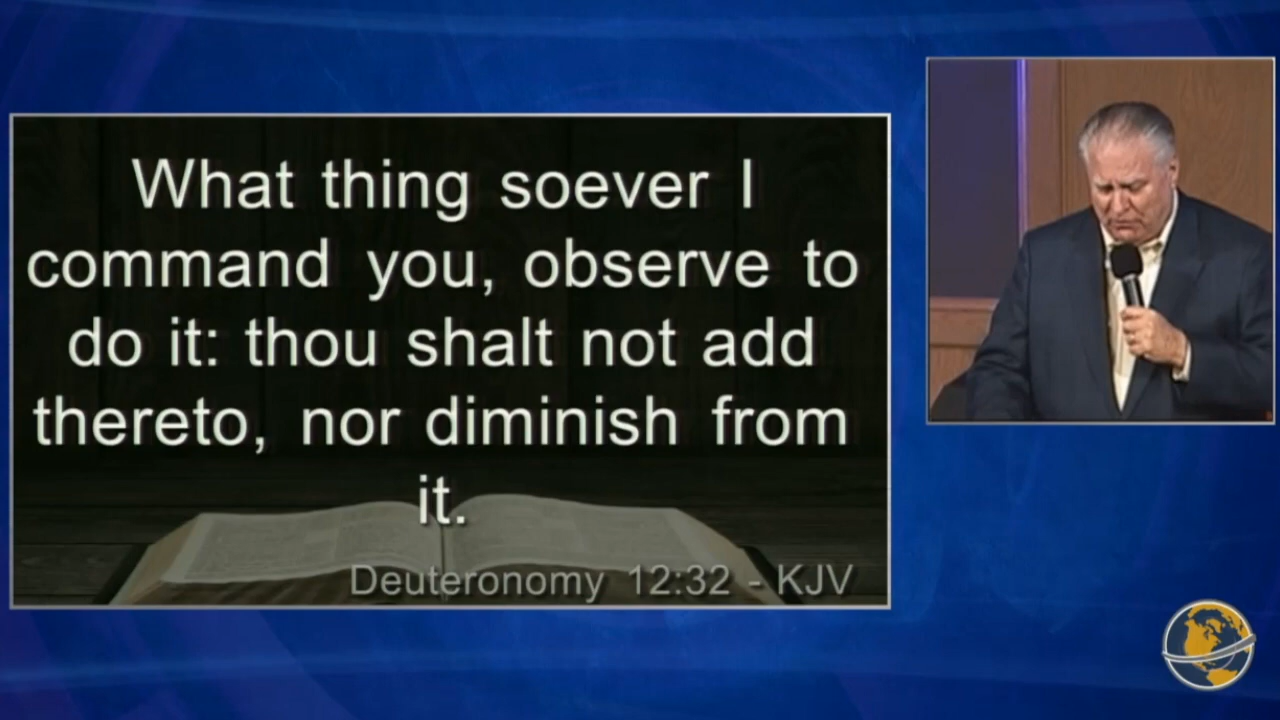 What thing soever I
command you, observe to
do it: thou shalt not add
thereto, nor diminish from
it.
Deuteronomy 12:32 - KJV